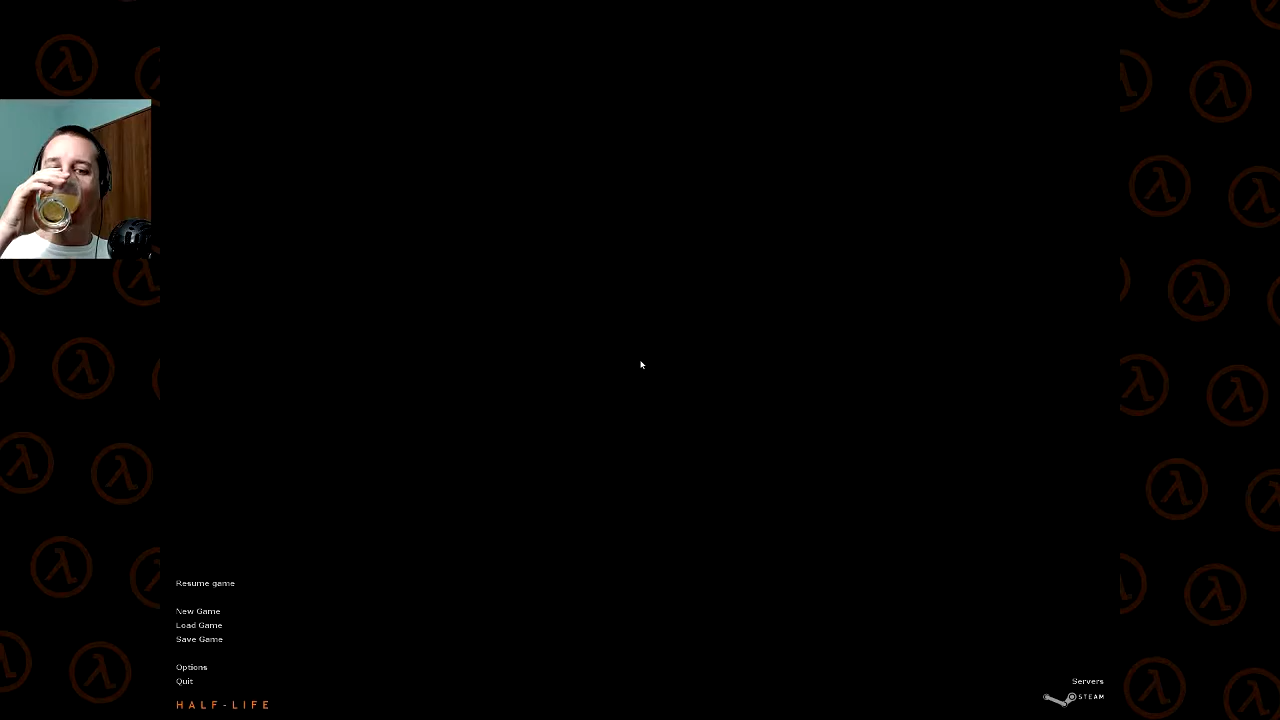 Resume game
New Game
Load Game
Save Game
Options
Quit
Servers
HALF-LIFE
STEAM